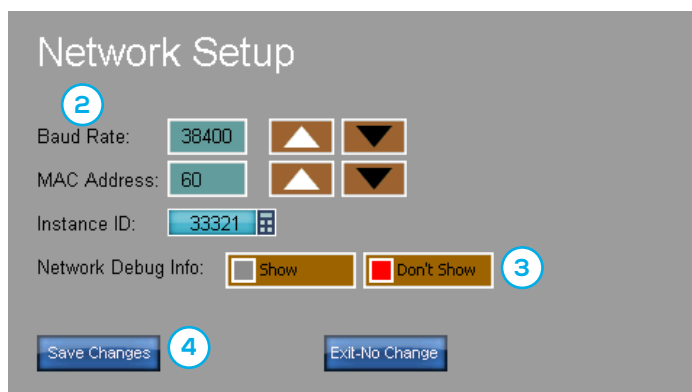 Network Setup
2
Baud Rate: 38400
MAC Address: 60
Instance ID: 33321
Network Debug Info: Show Don't Show 3
Save Changes 4 Exit-No Change